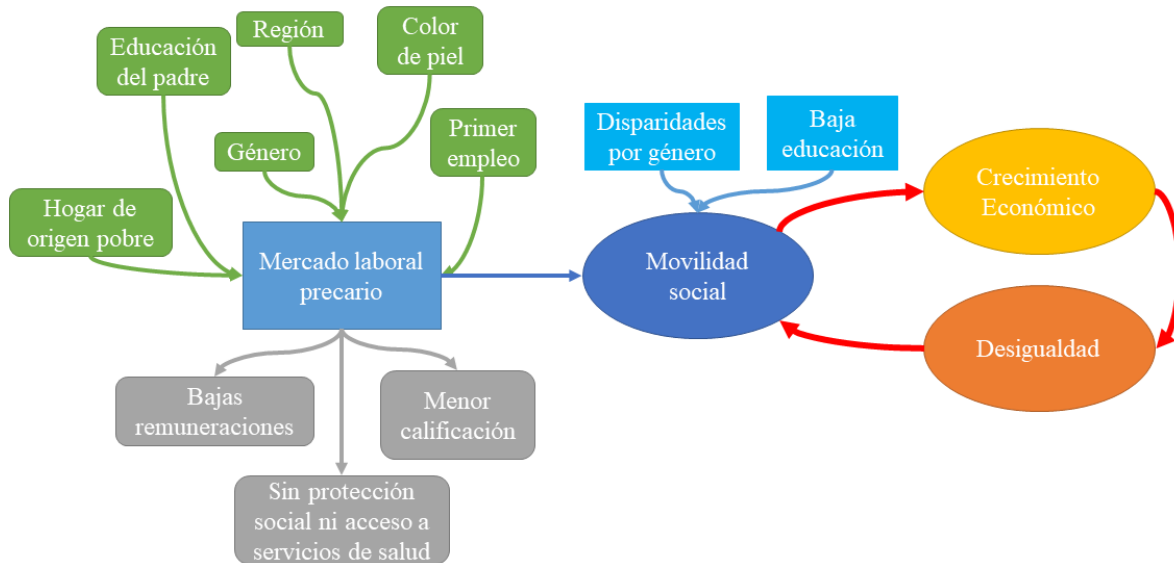 Educación
del padre
Región
Color
de piel
Género
Primer
empleo
Hogar de
origen pobre
Mercado laboral
precario
Bajas
remuneraciones
Menor
calificación
Sin protección
social ni acceso a
servicios de salud
Disparidades
por género
Baja
educación
Movilidad
social
Crecimiento
Económico
Desigualdad